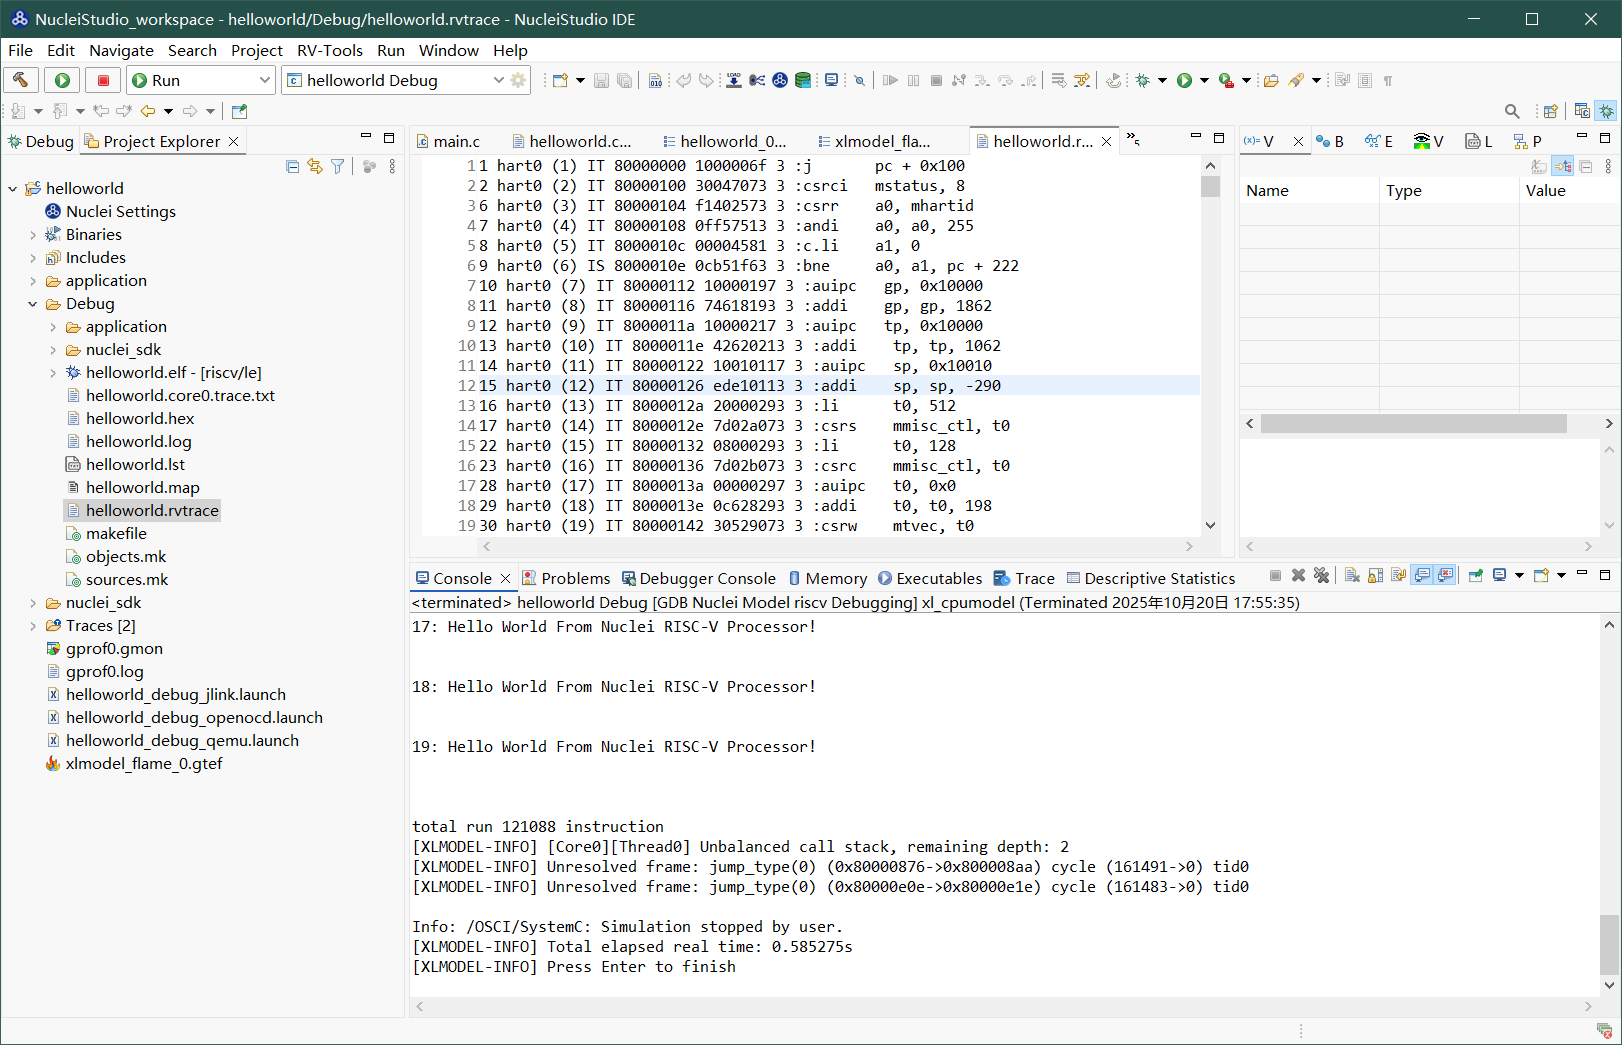 NucleiStudio_workspace - helloworld/Debug/helloworld.rvtrace - NucleiStudio IDE
File Edit Navigate Search Project RV-Tools Run Window Help
Run
helloworld Debug
Debug
Project Explorer
helloworld
Nuclei Settings
Binaries
Includes
application
Debug
application
nuclei_sdk
helloworld.elf - [riscv/le]
helloworld.core0.trace.txt
helloworld.hex
helloworld.log
helloworld.lst
helloworld.map
helloworld.rvtrace
makefile
objects.mk
sources.mk
nuclei_sdk
Traces [2]
gprof0.gmon
gprof0.log
helloworld_debug_jlink.launch
helloworld_debug_openocd.launch
helloworld_debug_qemu.launch
xlmodel_flame_0.gtef
main.c helloworld.c... helloworld_0... xlmodel_fla... helloworld.r... »5
1 1 hart0 (1) IT 80000000 1000006f 3 :j pc + 0x100
2 2 hart0 (2) IT 80000100 30047073 3 :csrci mstatus, 8
3 6 hart0 (3) IT 80000104 f1402573 3 :csrr a0, mhartid
4 7 hart0 (4) IT 80000108 0ff57513 3 :andi a0, a0, 255
5 8 hart0 (5) IT 8000010c 00004581 3 :c.li a1, 0
6 9 hart0 (6) IS 8000010e 0cb51f63 3 :bne a0, a1, pc + 222
7 10 hart0 (7) IT 80000112 10000197 3 :auipc gp, 0x10000
8 11 hart0 (8) IT 80000116 74618193 3 :addi gp, gp, 1862
9 12 hart0 (9) IT 8000011a 10000217 3 :auipc tp, 0x10000
10 13 hart0 (10) IT 8000011e 42620213 3 :addi tp, tp, 1062
11 14 hart0 (11) IT 80000122 10010117 3 :auipc sp, 0x10010
12 15 hart0 (12) IT 80000126 ede10113 3 :addi sp, sp, -290
13 16 hart0 (13) IT 8000012a 20000293 3 :li t0, 512
14 17 hart0 (14) IT 8000012e 7d02a073 3 :csrs mmisc_ctl, t0
15 22 hart0 (15) IT 80000132 08000293 3 :li t0, 128
16 23 hart0 (16) IT 80000136 7d02b073 3 :csrc mmisc_ctl, t0
17 28 hart0 (17) IT 8000013a 00000297 3 :auipc t0, 0x0
18 29 hart0 (18) IT 8000013e 0c628293 3 :addi t0, t0, 198
19 30 hart0 (19) IT 80000142 30529073 3 :csrw mtvec, t0
(x)= V B E V L P
Name Type Value
Console Problems Debugger Console Memory Executables Trace Descriptive Statistics
<terminated> helloworld Debug [GDB Nuclei Model riscv Debugging] xl_cpumodel (Terminated 2025年10月20日 17:55:35)
17: Hello World From Nuclei RISC-V Processor!
18: Hello World From Nuclei RISC-V Processor!
19: Hello World From Nuclei RISC-V Processor!
total run 121088 instruction
[XLMODEL-INFO] [Core0][Thread0] Unbalanced call stack, remaining depth: 2
[XLMODEL-INFO] Unresolved frame: jump_type(0) (0x80000876->0x800008aa) cycle (161491->0) tid0
[XLMODEL-INFO] Unresolved frame: jump_type(0) (0x80000e0e->0x80000e1e) cycle (161483->0) tid0
Info: /OSCI/SystemC: Simulation stopped by user.
[XLMODEL-INFO] Total elapsed real time: 0.585275s
[XLMODEL-INFO] Press Enter to finish